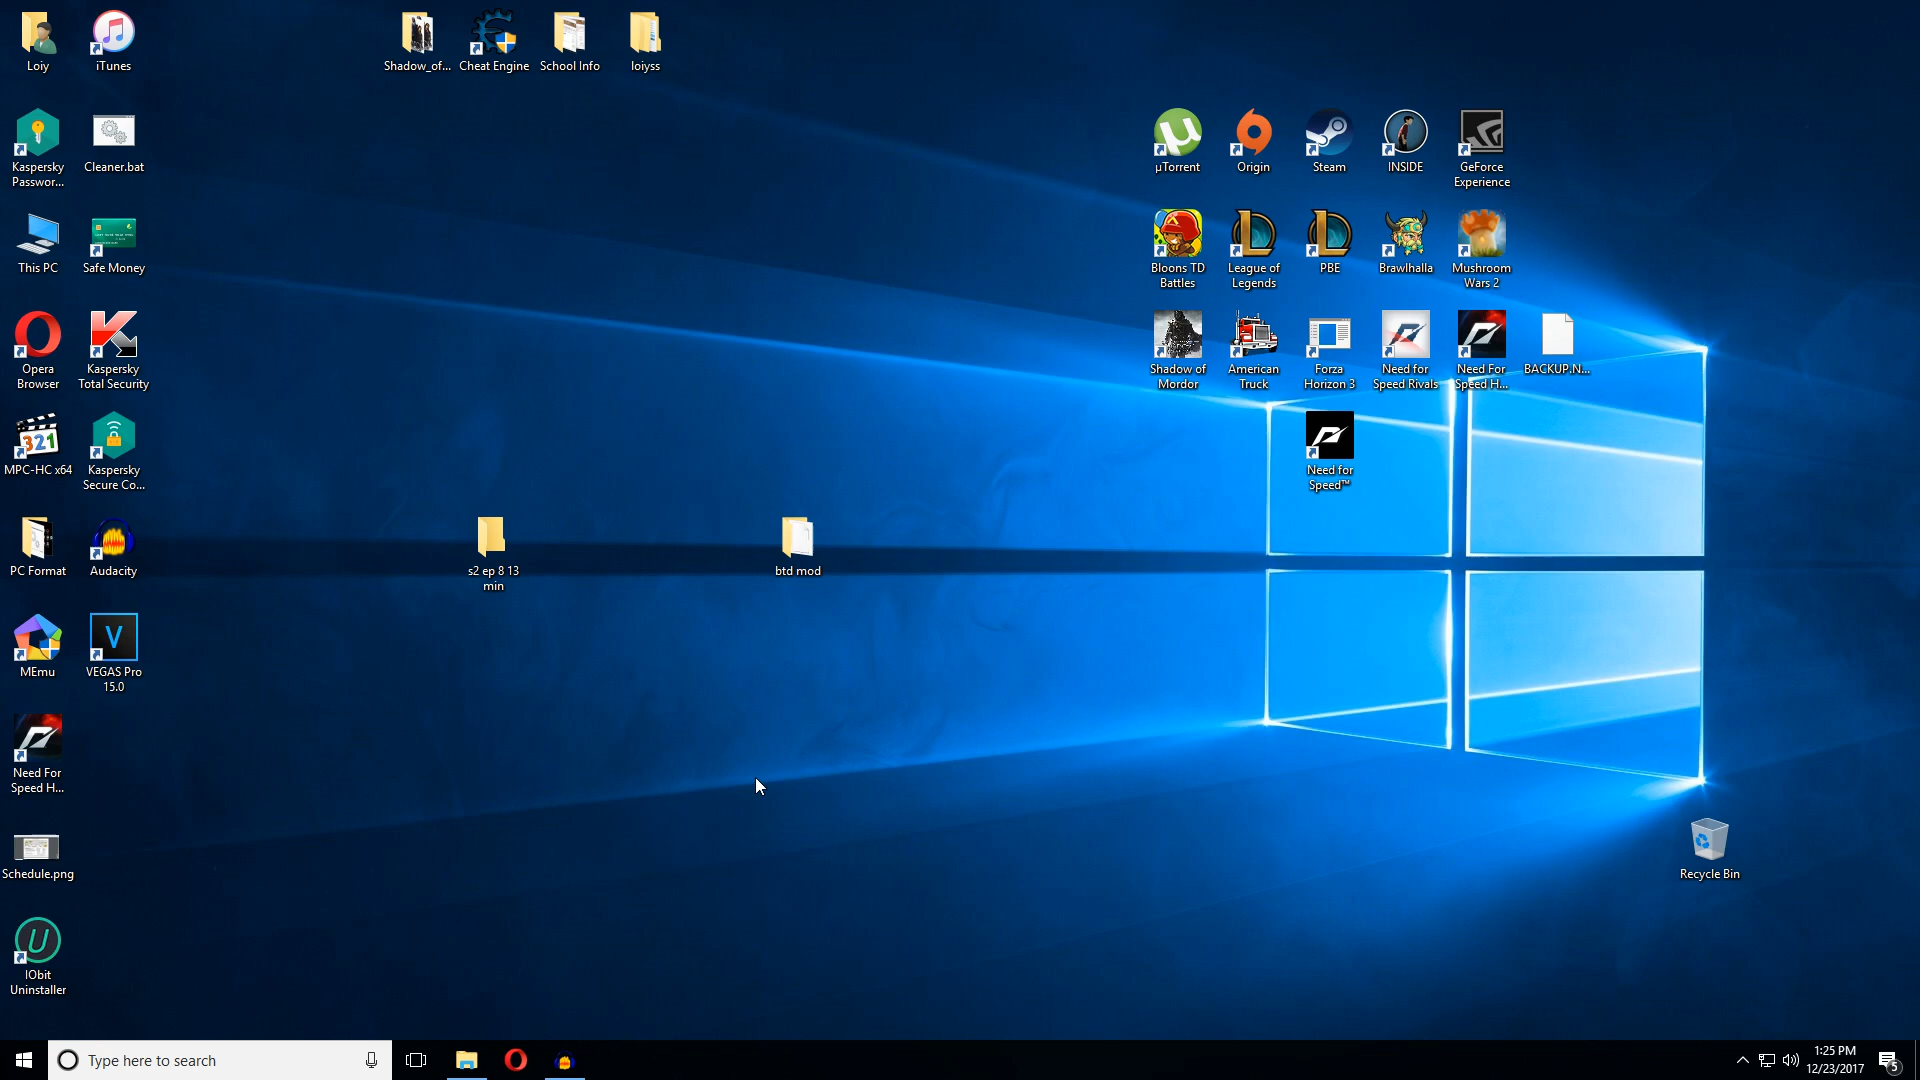 Loiy
iTunes
Shadow_of...
Cheat Engine
School Info
loiyss
Kaspersky
Passwor...
Cleaner.bat
µTorrent
Origin
Steam
INSIDE
GeForce
Experience
This PC
Safe Money
Bloons TD
Battles
League of
Legends
PBE
Brawlhalla
Mushroom
Wars 2
Opera
Browser
Kaspersky
Total Security
Shadow of
Mordor
American
Truck
Forza
Horizon 3
Need for
Speed Rivals
Need For
Speed H...
BACKUP.N...
321
MPC-HC x64
Kaspersky
Secure Co...
Need for
Speed™
PC Format
Audacity
s2 ep 8 13
min
btd mod
MEmu
V
VEGAS Pro
15.0
Need For
Speed H...
Schedule.png
Recycle Bin
U
IObit
Uninstaller
Type here to search
1:25 PM
12/23/2017
5